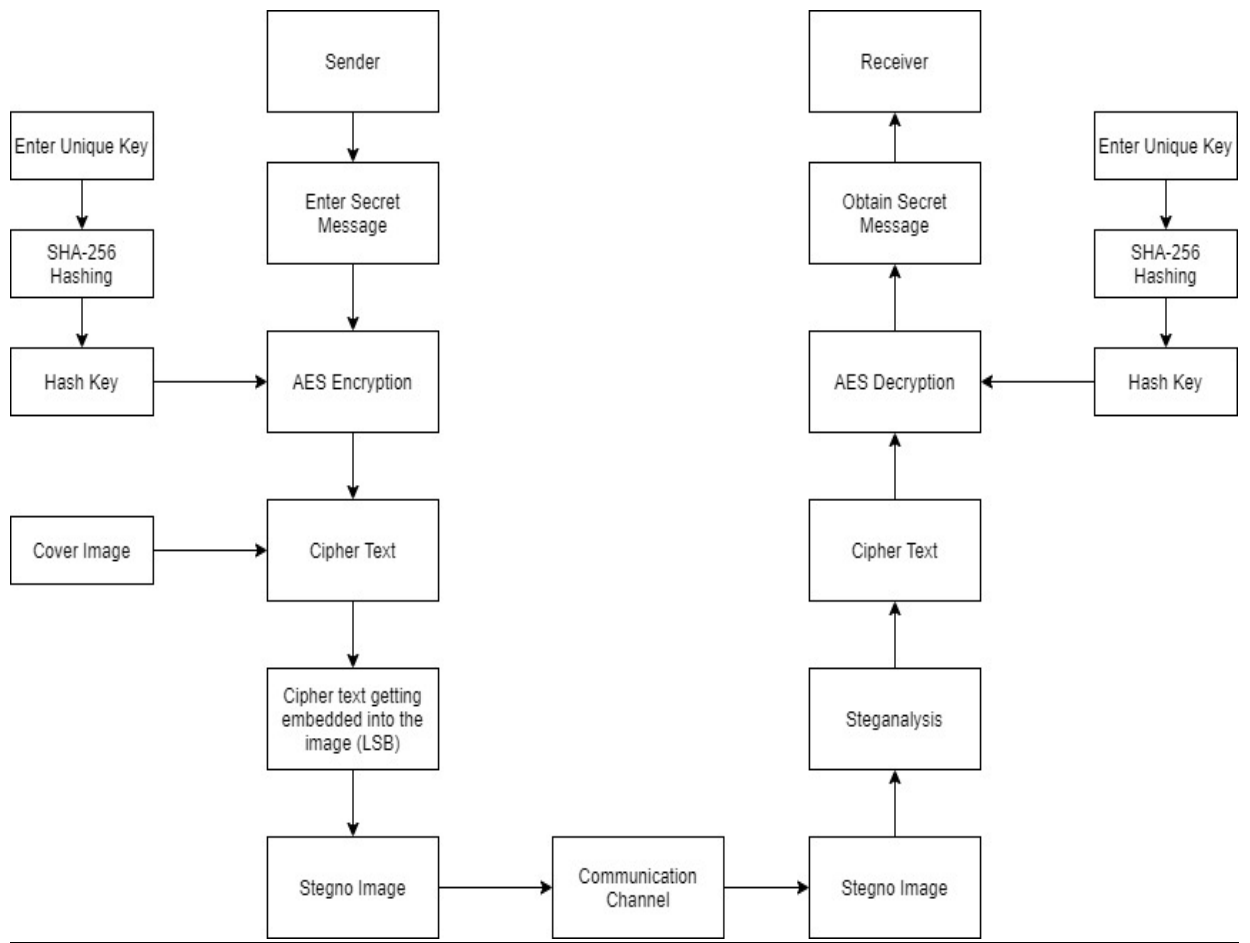 Sender
Receiver
Enter Unique Key
Enter Unique Key
Enter Secret
Message
Obtain Secret
Message
SHA-256
Hashing
SHA-256
Hashing
Hash Key
AES Encryption
AES Decryption
Hash Key
Cover Image
Cipher Text
Cipher Text
Cipher text getting
embedded into the
image (LSB)
Steganalysis
Stegno Image
Communication
Channel
Stegno Image